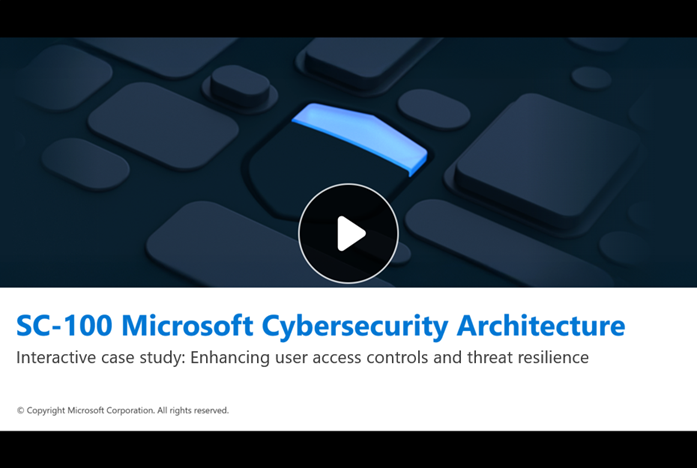 SC-100 Microsoft Cybersecurity Architecture
Interactive case study: Enhancing user access controls and threat resilience
© Copyright Microsoft Corporation. All rights reserved.